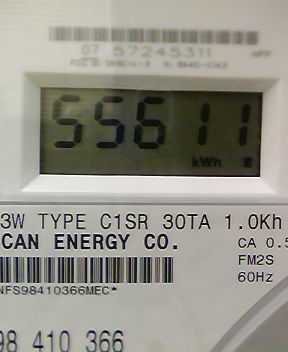 07 57245311
55611
kWh
3W TYPE C1SR 30TA 1.0Kh
CAN ENERGY CO.
CA 0.5
FM2S
60Hz
NFS98410366MEC*
98 410 366